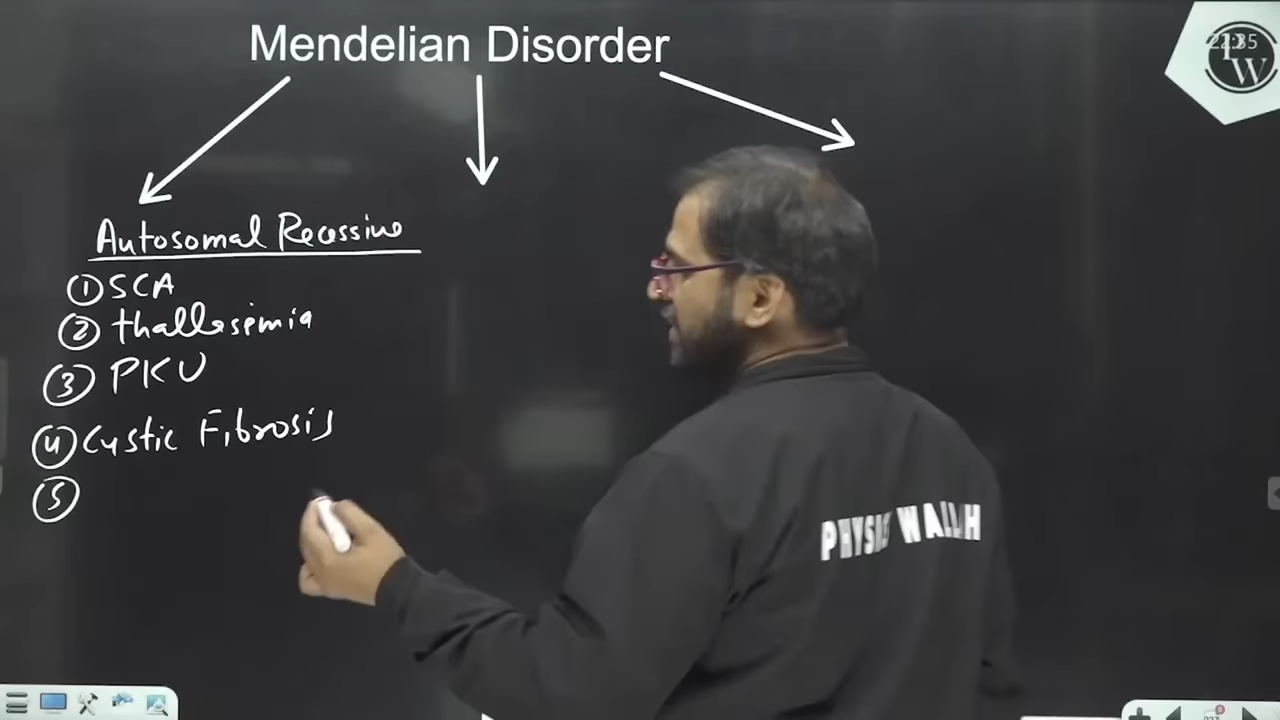 Mendelian Disorder
Autosomal Recessive
① SCA
② thallasemia
③ PKU
④ Cystic Fibrosis
⑤
PHYSICS WALLAH
W